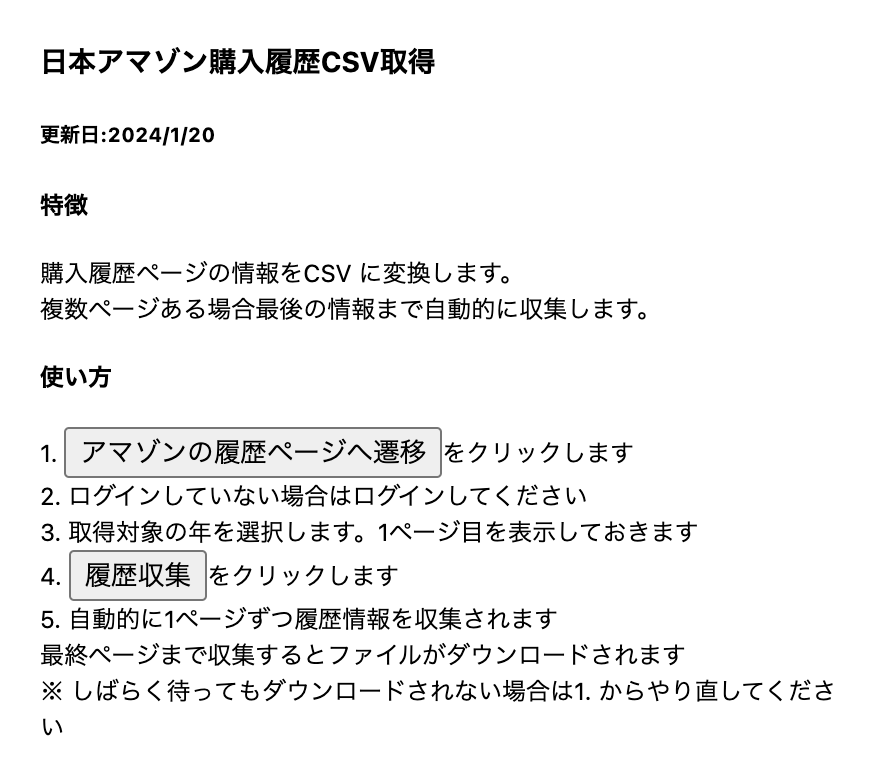 日本アマゾン購入履歴CSV取得
更新日:2024/1/20
特徴
購入履歴ページの情報をCSV に変換します。
複数ページある場合最後の情報まで自動的に収集します。
使い方
1. アマゾンの履歴ページへ遷移をクリックします
2. ログインしていない場合はログインしてください
3. 取得対象の年を選択します。1ページ目を表示しておきます
4. 履歴収集をクリックします
5. 自動的に1ページずつ履歴情報を収集されます
最終ページまで収集するとファイルがダウンロードされます
※ しばらく待ってもダウンロードされない場合は1. からやり直してくださ
い